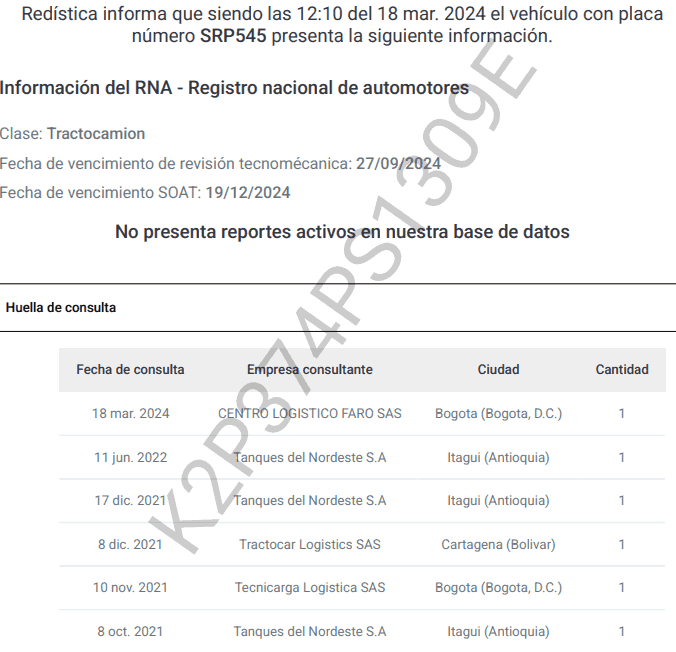 Redística informa que siendo las 12:10 del 18 mar. 2024 el vehículo con placa
número SRP545 presenta la siguiente información.
Información del RNA - Registro nacional de automotores
Clase: Tractocamion
Fecha de vencimiento de revisión tecnomécanica: 27/09/2024
Fecha de vencimiento SOAT: 19/12/2024
No presenta reportes activos en nuestra base de datos
Huella de consulta
Fecha de consulta Empresa consultante Ciudad Cantidad
18 mar. 2024 CENTRO LOGISTICO FARO SAS Bogota (Bogota, D.C.) 1
11 jun. 2022 Tanques del Nordeste S.A Itagui (Antioquia) 1
17 dic. 2021 Tanques del Nordeste S.A Itagui (Antioquia) 1
8 dic. 2021 Tractocar Logistics SAS Cartagena (Bolivar) 1
10 nov. 2021 Tecnicarga Logistica SAS Bogota (Bogota, D.C.) 1
8 oct. 2021 Tanques del Nordeste S.A Itagui (Antioquia) 1
K2P374PS1309E